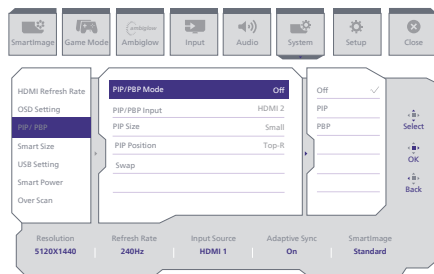 ambiglow
SmartImage Game Mode Ambiglow Input Audio System Setup Close
HDMI Refresh Rate
OSD Setting
PIP/ PBP
Smart Size
USB Setting
Smart Power
Over Scan
PIP/PBP Mode Off
PIP/PBP Input HDMI 2
PIP Size Small
PIP Position Top-R
Swap
Off
PIP
PBP
Select
OK
Back
Resolution Refresh Rate Input Source Adaptive Sync SmartImage
5120X1440 240Hz HDMI 1 On Standard